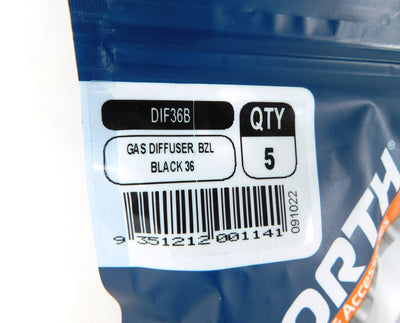 DIF36B
QTY
GAS DIFFUSER BZL
BLACK 36
5
9 351212 001141
091022
ORTH®